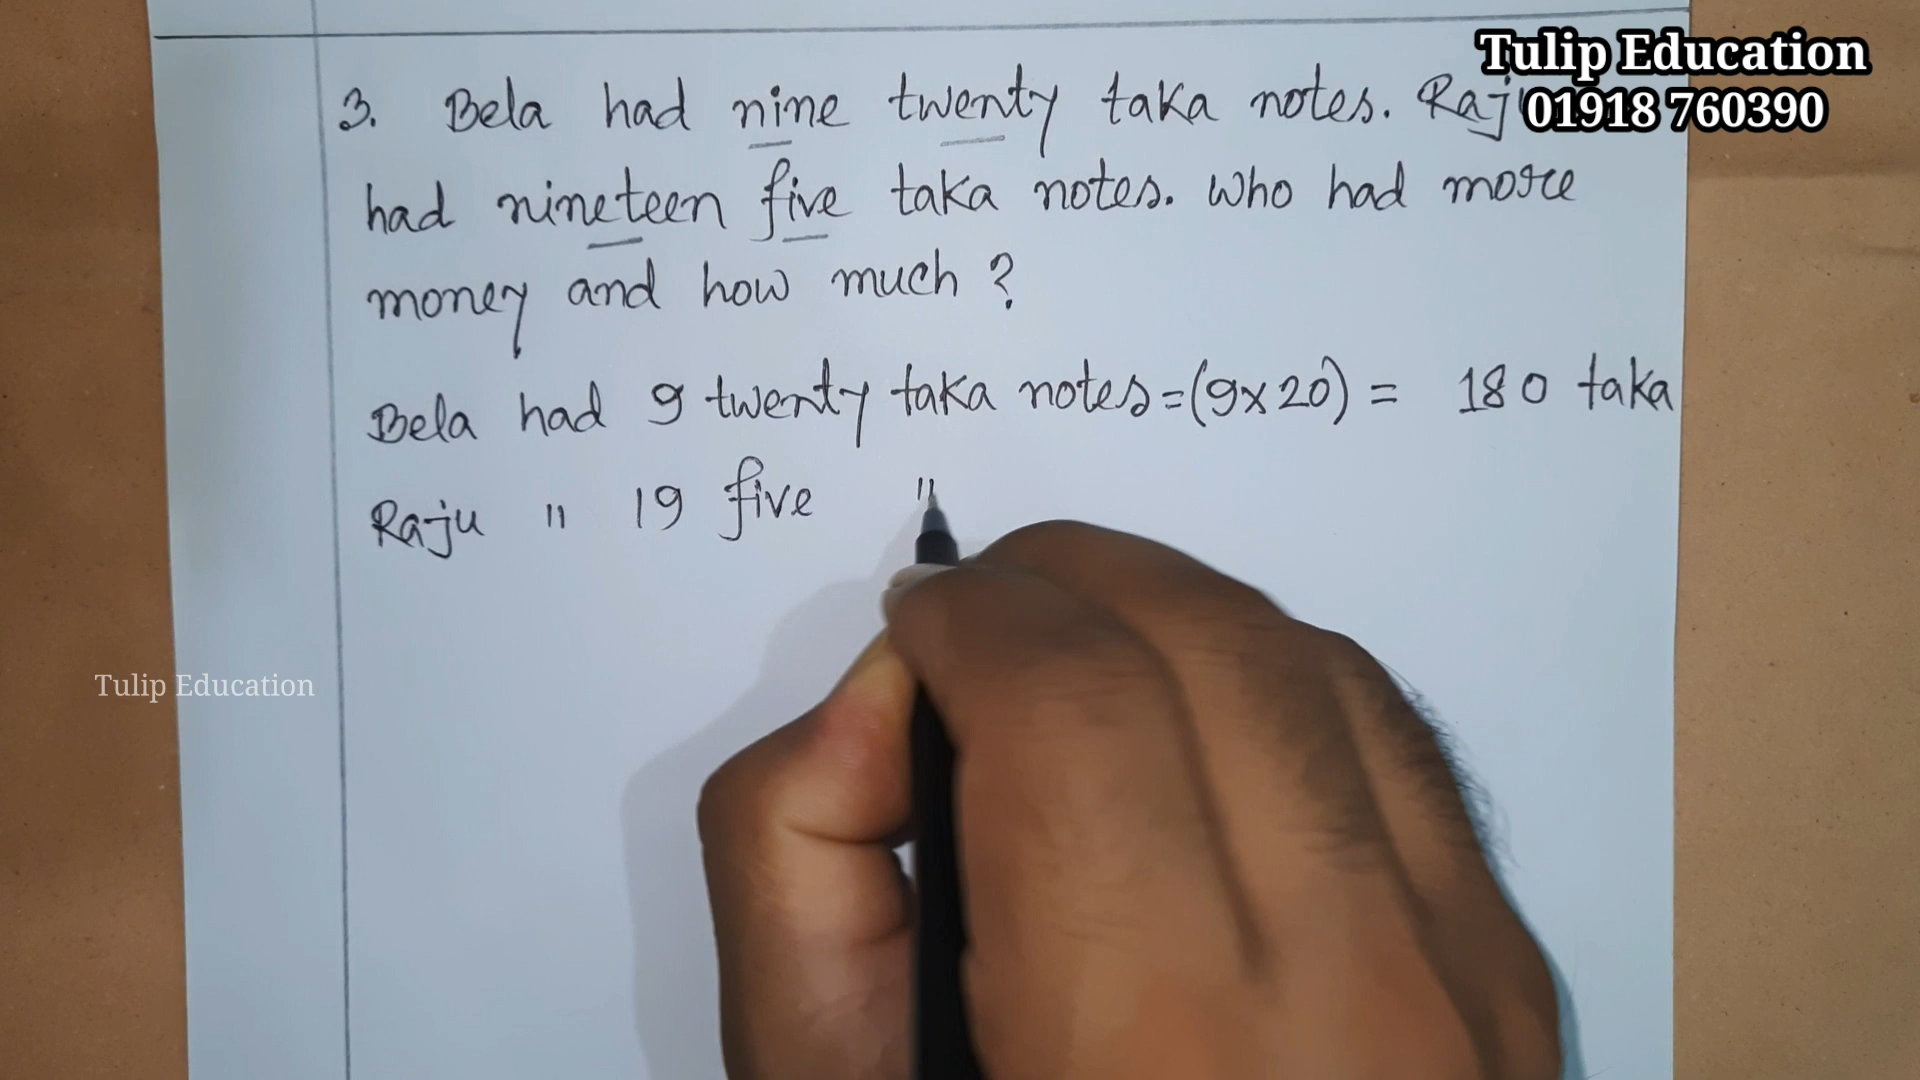 Tulip Education
01918 760390
3. Bela had nine twenty taka notes. Raj
had nineteen five taka notes. Who had more
money and how much ?
Bela had 9 twenty taka notes=(9x20) = 180 taka
Raju " 19 five "
Tulip Education